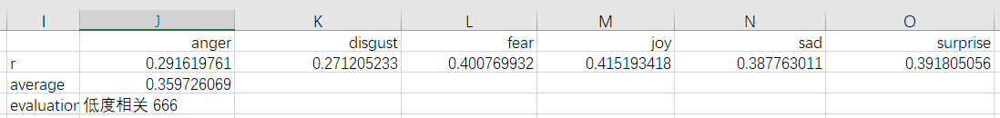 I J K L M N O
anger disgust fear joy sad surprise
r 0.291619761 0.271205233 0.400769932 0.415193418 0.387763011 0.391805056
average 0.359726069
evaluation 低度相关 666